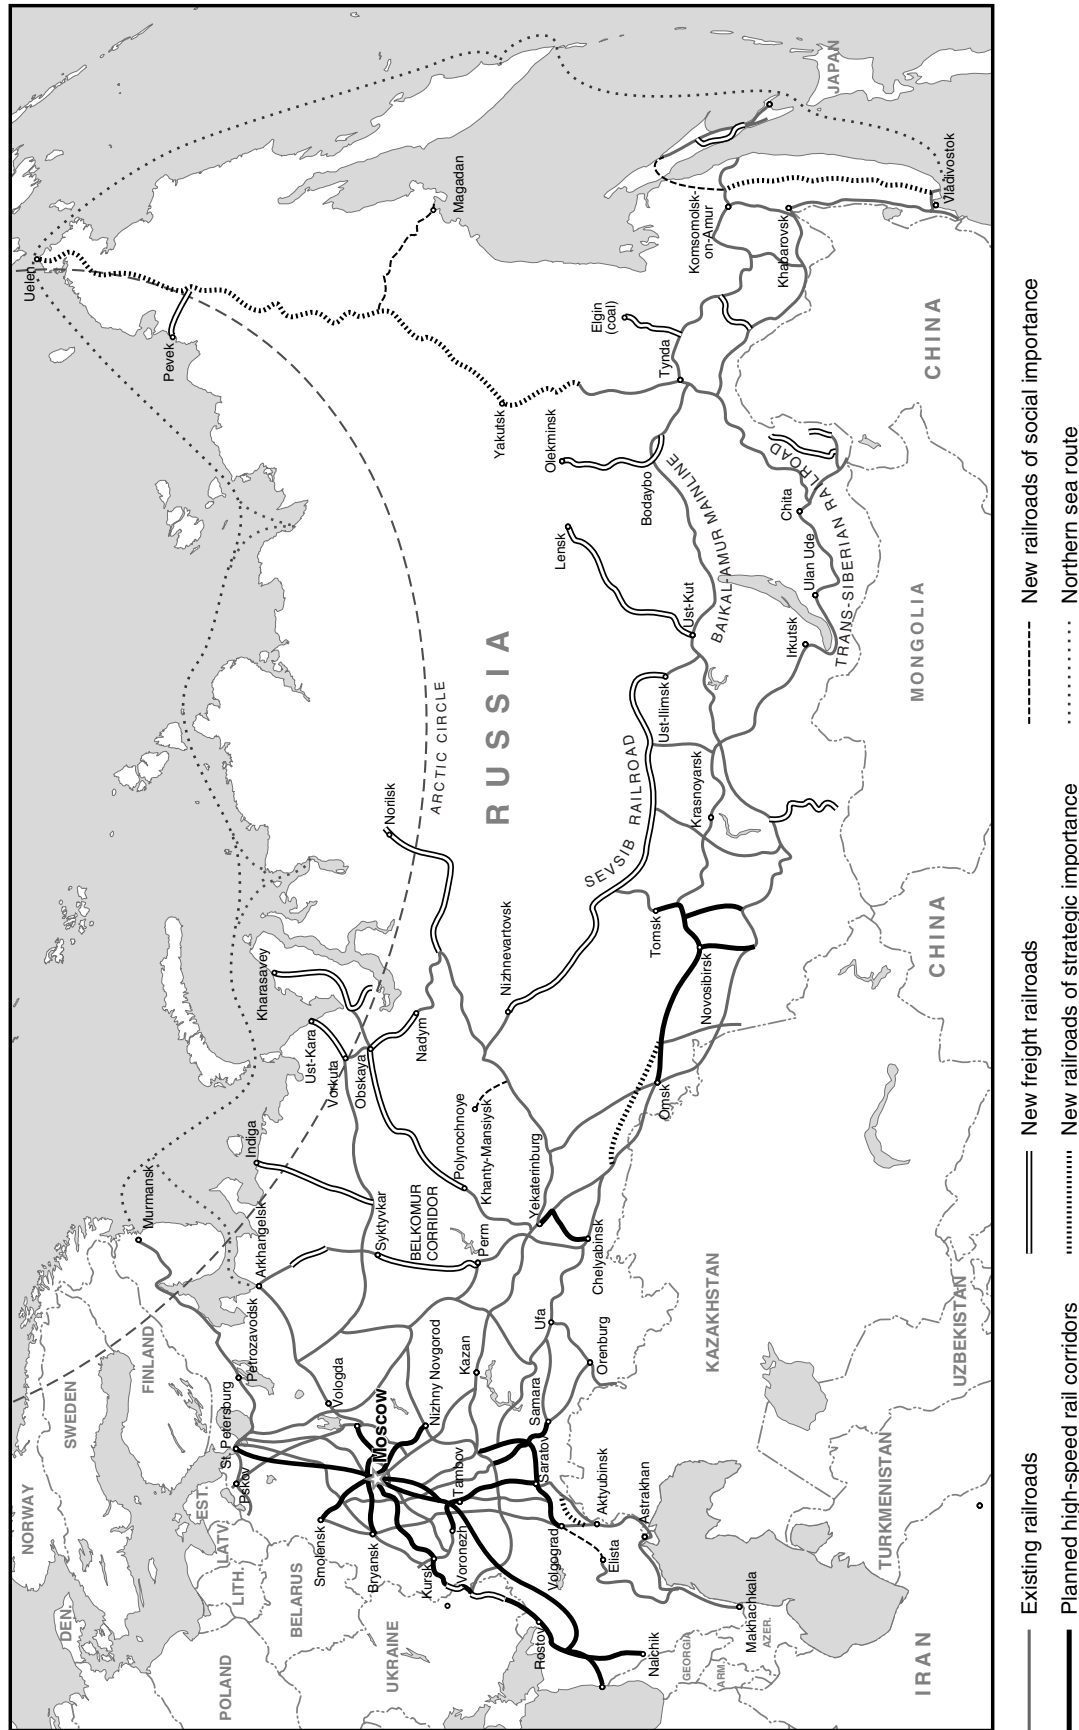 Uelen
Pevek
Magadan
JAPAN
Vladivostok
Komsomolsk-
on-Amur
Khabarovsk
Elgin
(coal)
Tynda
CHINA
Yakutsk
Olekminsk
Bodaybo
Lensk
BAIKAL-AMUR MAINLINE
Chita
Ulan Ude
TRANS-SIBERIAN RAILROAD
Ust-Kut
Irkutsk
MONGOLIA
Ust-Ilimsk
RUSSIA
ARCTIC CIRCLE
SEVSIB RAILROAD
Krasnoyarsk
Norilsk
Tomsk
Novosibirsk
CHINA
Nizhnevartovsk
Kharasavey
Ust-Kara
Vorkuta
Obskaya
Nadym
Omsk
Polynochnoye
Khanty-Mansiysk
Indiga
Murmansk
Arkhangelsk
Syktyvkar
BELKOMUR
CORRIDOR
Perm
Yekaterinburg
Chelyabinsk
KAZAKHSTAN
UZBEKISTAN
Petrozavodsk
FINLAND
SWEDEN
NORWAY
St. Petersburg
Pskov
Vologda
Moscow
Nizhny Novgorod
Kazan
Ufa
Orenburg
Samara
Saratov
Tambov
Aktyubinsk
Astrakhan
TURKMENISTAN
EST.
LATV.
LITH.
DEN.
BELARUS
POLAND
UKRAINE
Smolensk
Bryansk
Kursk
Voronezh
Volgograd
Elista
Rostov
Nalchik
Makhachkala
GEORGIA
ARM.
AZER.
IRAN
Existing railroads
Planned high-speed rail corridors
New freight railroads
New railroads of strategic importance
New railroads of social importance
Northern sea route